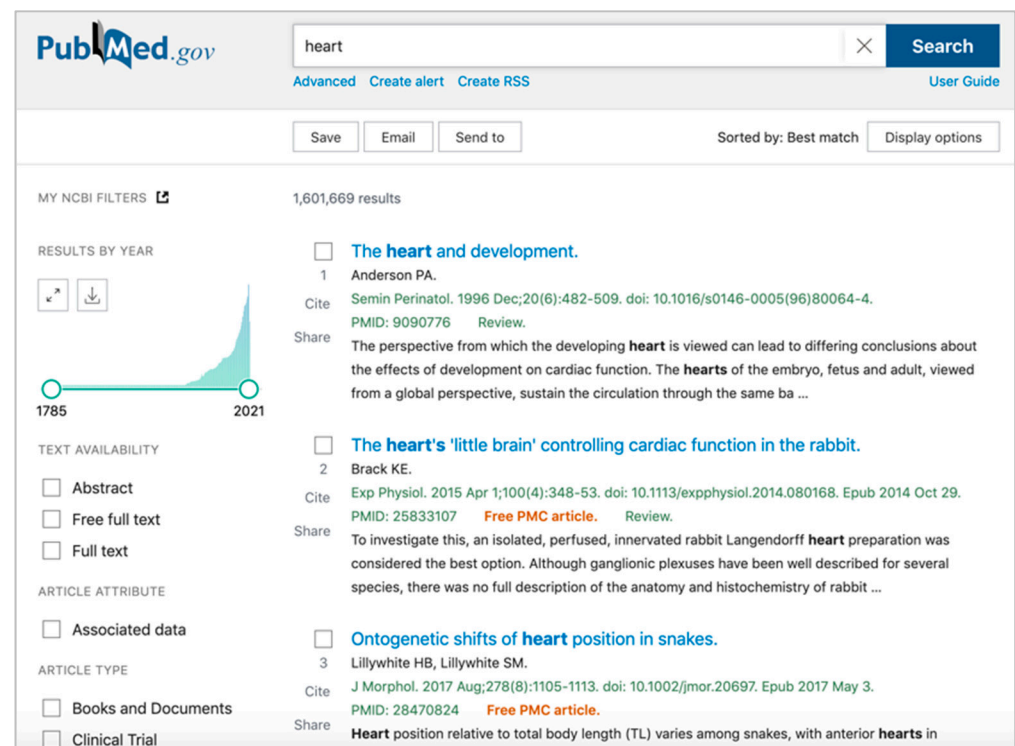 PubMed.gov
heart
Search
Advanced Create alert Create RSS
User Guide
Save Email Send to
Sorted by: Best match Display options
MY NCBI FILTERS
1,601,669 results
RESULTS BY YEAR
1785 2021
TEXT AVAILABILITY
Abstract
Free full text
Full text
ARTICLE ATTRIBUTE
Associated data
ARTICLE TYPE
Books and Documents
Clinical Trial
The heart and development.
1 Anderson PA.
Cite Semin Perinatol. 1996 Dec;20(6):482-509. doi: 10.1016/s0146-0005(96)80064-4.
PMID: 9090776 Review.
Share
The perspective from which the developing heart is viewed can lead to differing conclusions about
the effects of development on cardiac function. The hearts of the embryo, fetus and adult, viewed
from a global perspective, sustain the circulation through the same ba ...
The heart's 'little brain' controlling cardiac function in the rabbit.
2 Brack KE.
Cite Exp Physiol. 2015 Apr 1;100(4):348-53. doi: 10.1113/expphysiol.2014.080168. Epub 2014 Oct 29.
PMID: 25833107 Free PMC article. Review.
Share
To investigate this, an isolated, perfused, innervated rabbit Langendorff heart preparation was
considered the best option. Although ganglionic plexuses have been well described for several
species, there was no full description of the anatomy and histochemistry of rabbit ...
Ontogenetic shifts of heart position in snakes.
3 Lillywhite HB, Lillywhite SM.
Cite J Morphol. 2017 Aug;278(8):1105-1113. doi: 10.1002/jmor.20697. Epub 2017 May 3.
PMID: 28470824 Free PMC article.
Share
Heart position relative to total body length (TL) varies among snakes, with anterior hearts in